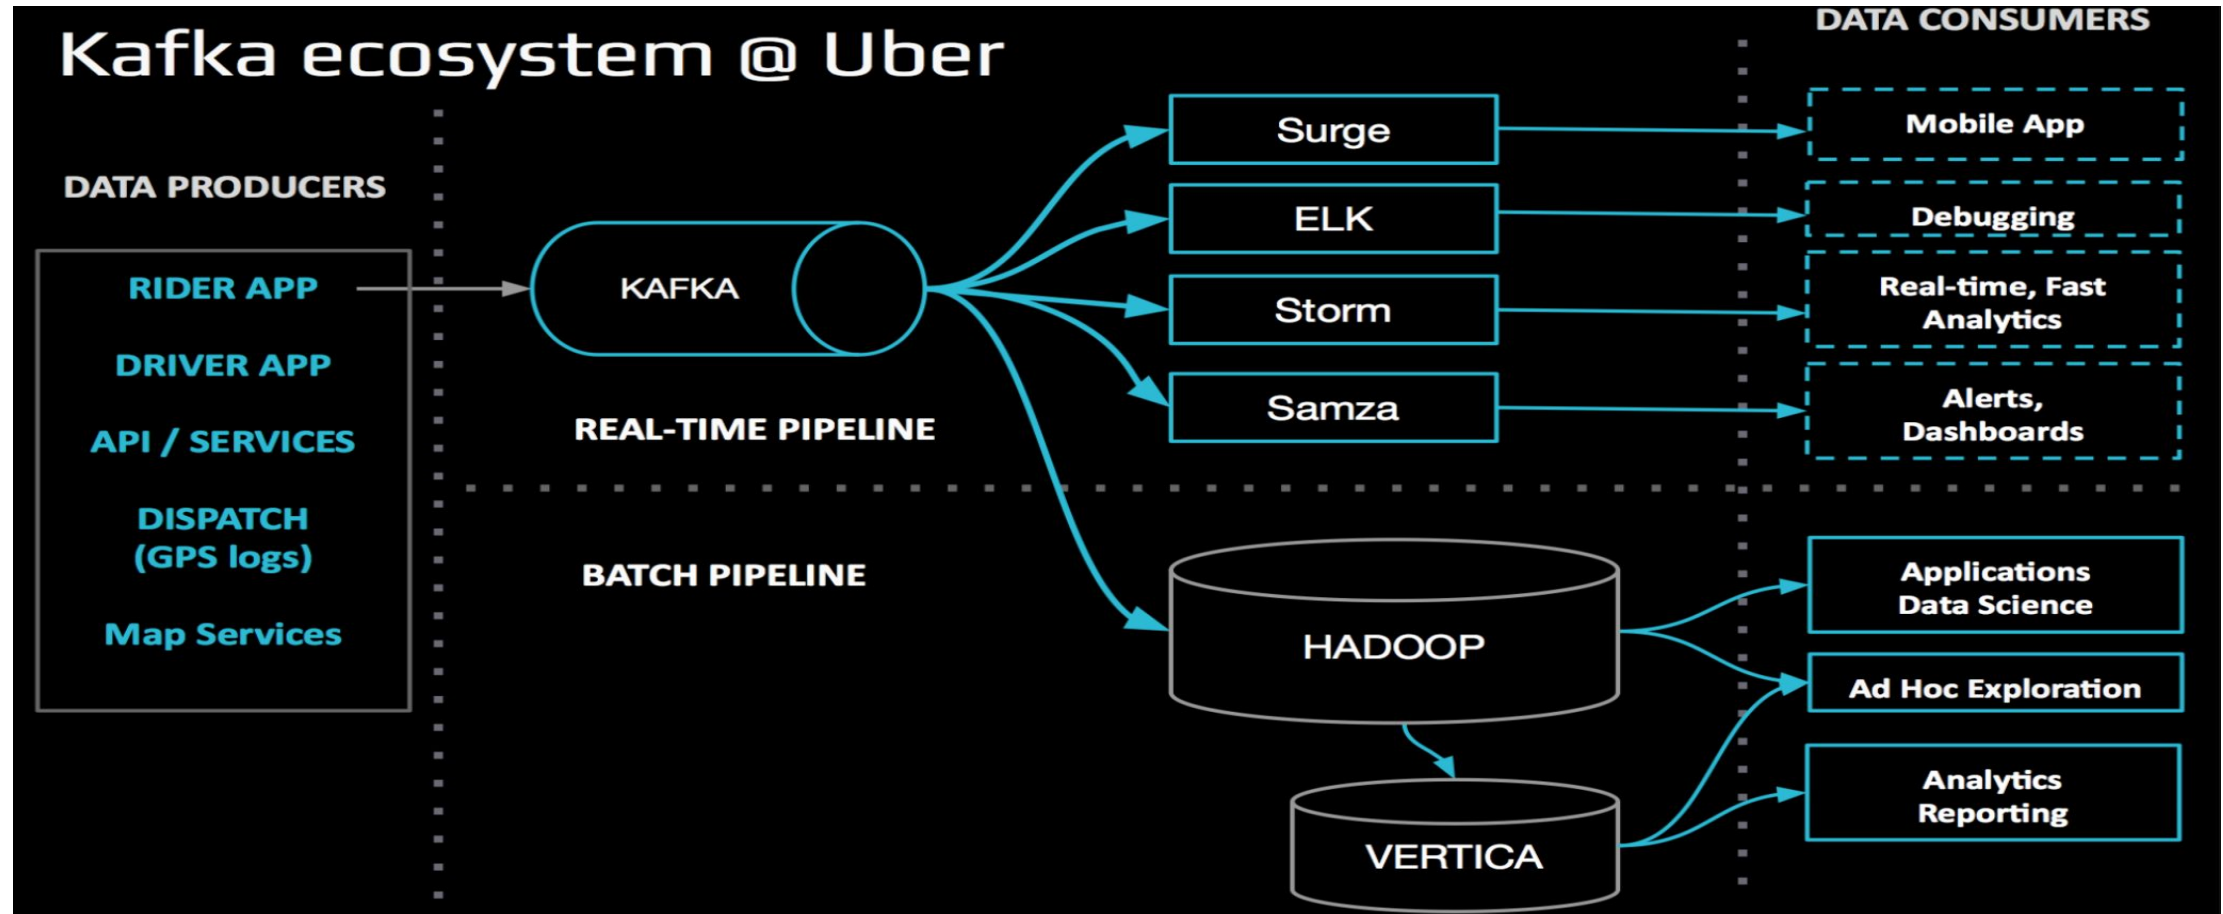 Kafka ecosystem @ Uber
DATA CONSUMERS
DATA PRODUCERS
RIDER APP
DRIVER APP
API / SERVICES
DISPATCH
(GPS logs)
Map Services
KAFKA
REAL-TIME PIPELINE
BATCH PIPELINE
Surge
ELK
Storm
Samza
HADOOP
VERTICA
Mobile App
Debugging
Real-time, Fast
Analytics
Alerts,
Dashboards
Applications
Data Science
Ad Hoc Exploration
Analytics
Reporting